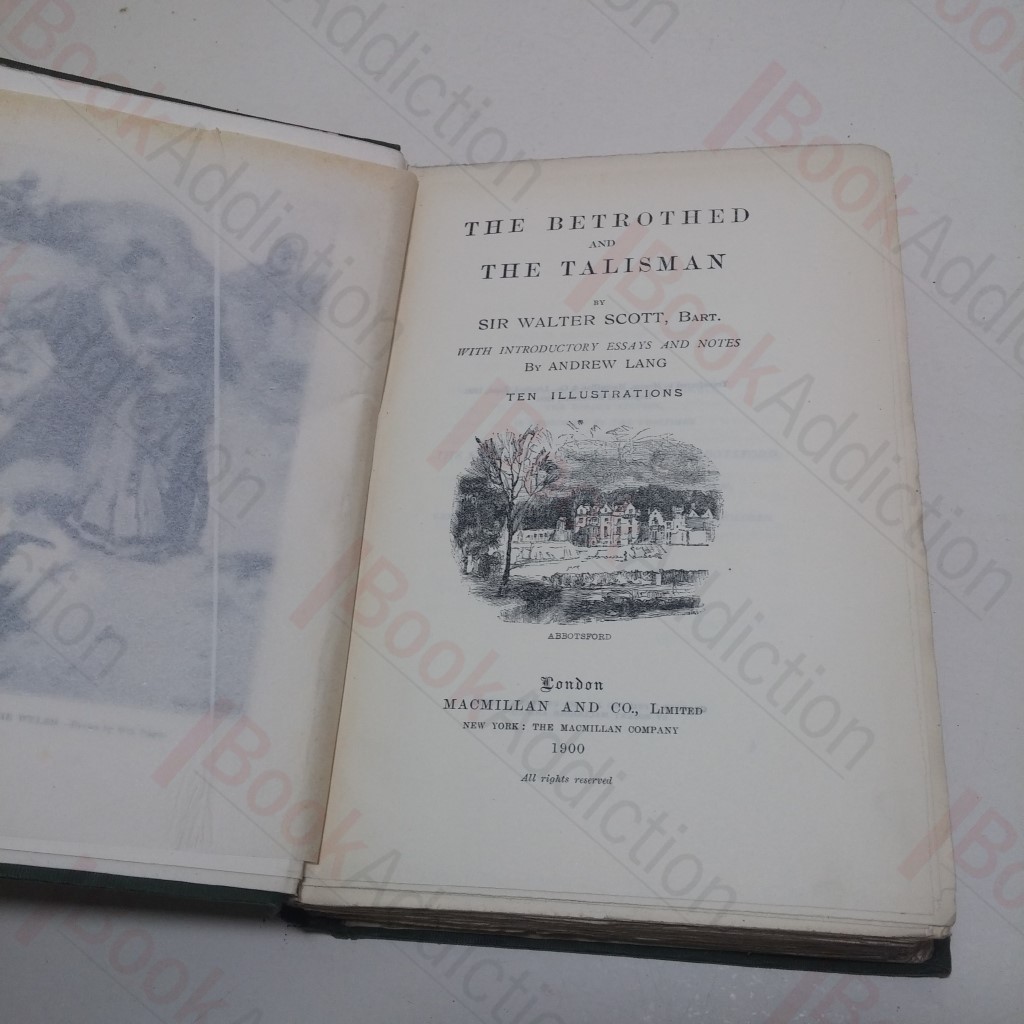 THE BETROTHED
AND
THE TALISMAN
BY
SIR WALTER SCOTT, BART.
WITH INTRODUCTORY ESSAYS AND NOTES
BY ANDREW LANG
TEN ILLUSTRATIONS
ABBOTSFORD
London
MACMILLAN AND CO., LIMITED
NEW YORK: THE MACMILLAN COMPANY
1900
All rights reserved
BookAddiction